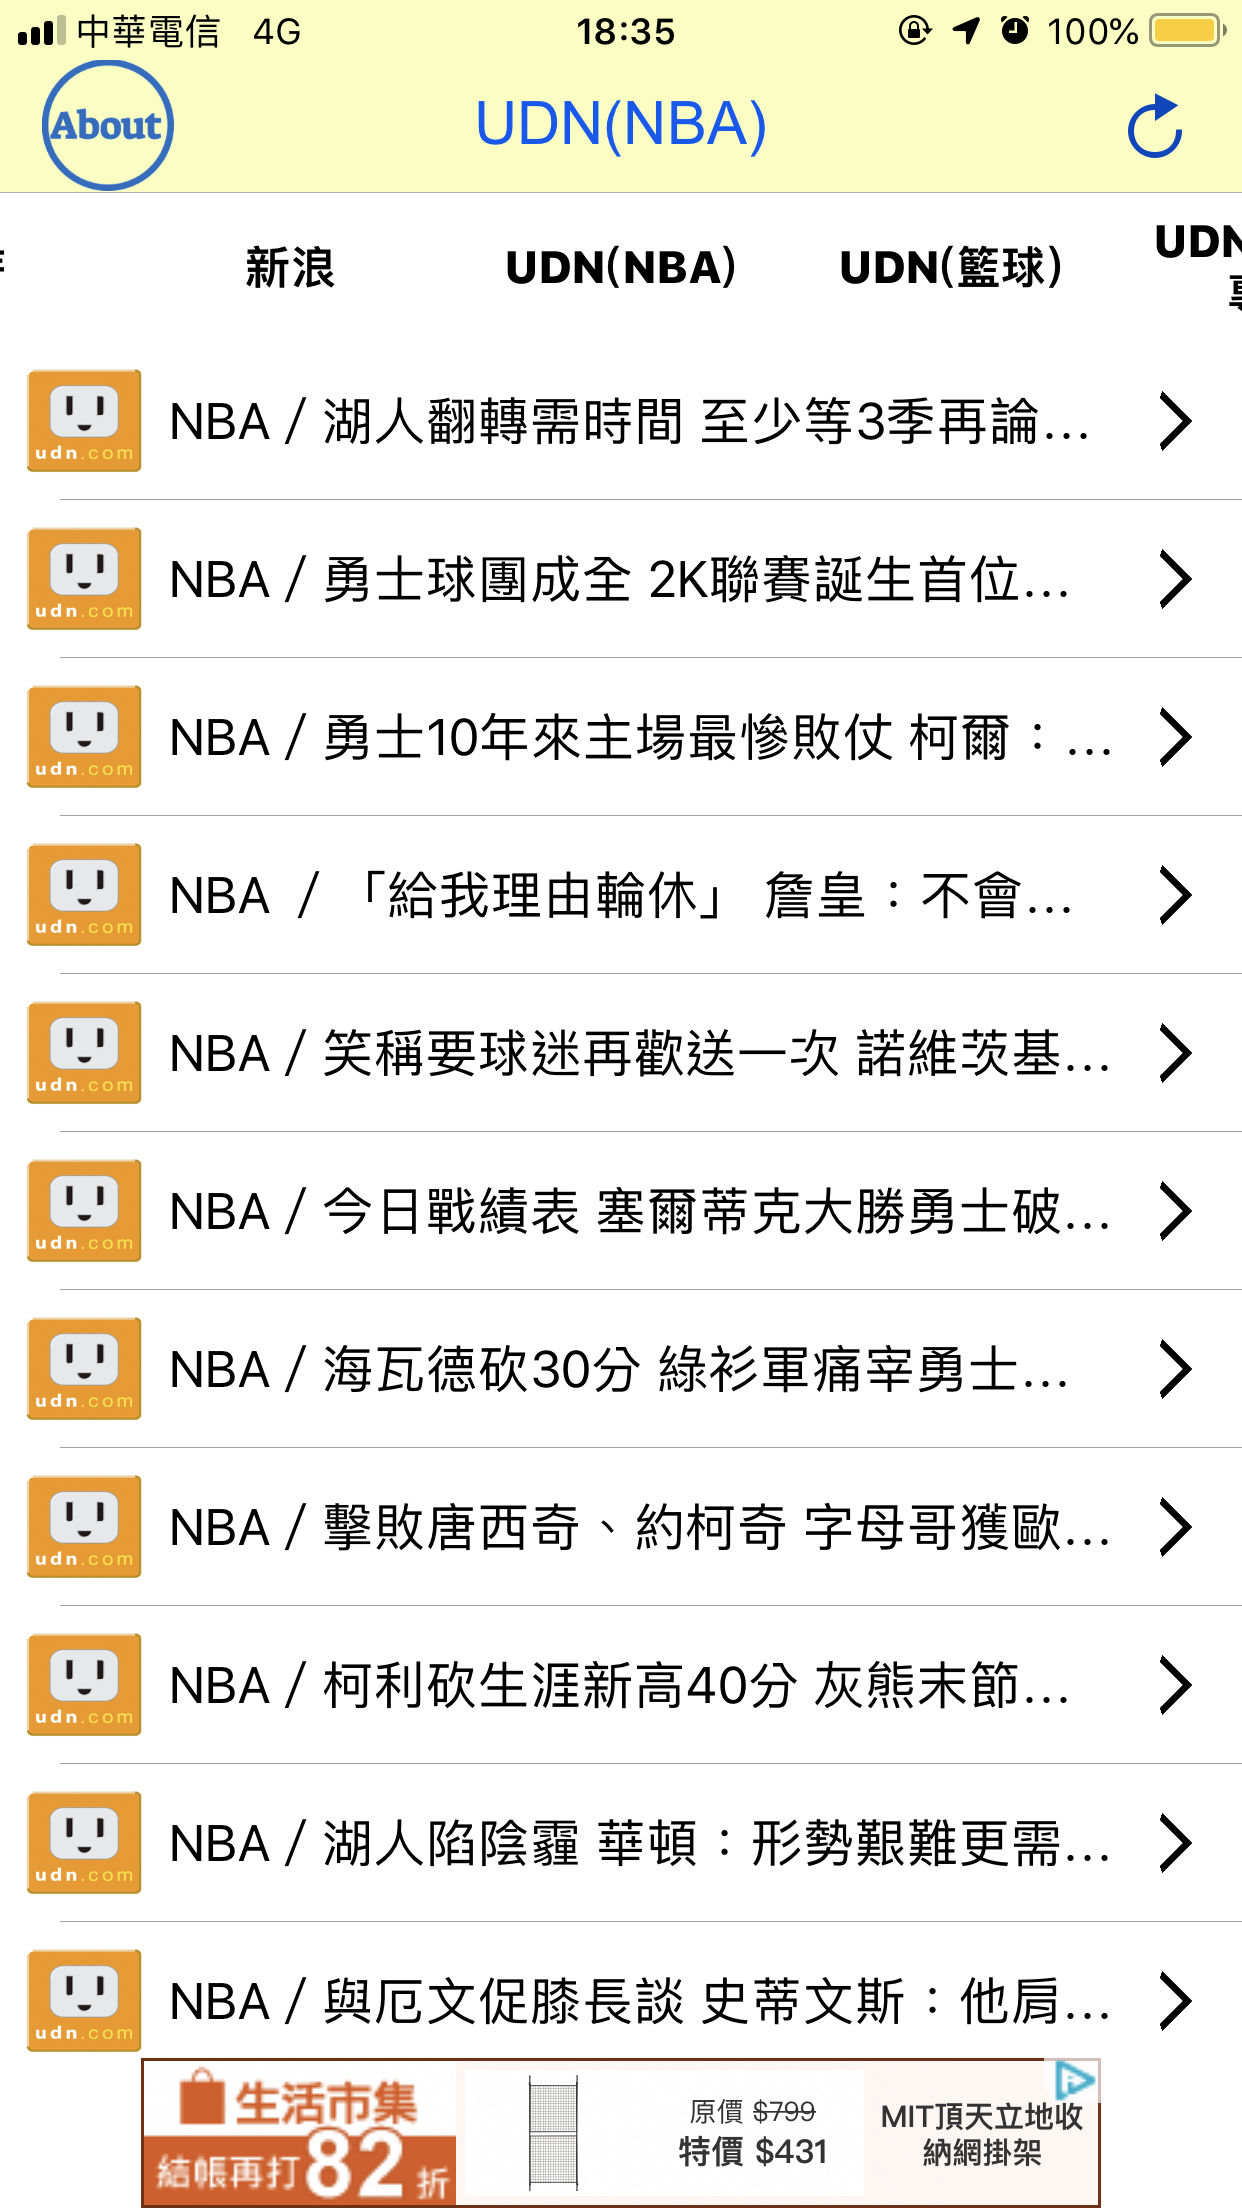 中華電信 4G 18:35 100%
About UDN(NBA)
新浪 UDN(NBA) UDN(籃球) UDN
udn.com NBA / 湖人翻轉需時間 至少等3季再論...
udn.com NBA / 勇士球團成全 2K聯賽誕生首位...
udn.com NBA / 勇士10年來主場最慘敗仗 柯爾：...
udn.com NBA / 「給我理由輪休」 詹皇：不會...
udn.com NBA / 笑稱要球迷再歡送一次 諾維茨基...
udn.com NBA / 今日戰績表 塞爾蒂克大勝勇士破...
udn.com NBA / 海瓦德砍30分 綠衫軍痛宰勇士...
udn.com NBA / 擊敗唐西奇、約柯奇 字母哥獲歐...
udn.com NBA / 柯利砍生涯新高40分 灰熊末節...
udn.com NBA / 湖人陷陰霾 華頓：形勢艱難更需...
udn.com NBA / 與厄文促膝長談 史蒂文斯：他肩...
生活市集
結帳再打82折
原價 $799
特價 $431
MIT頂天立地收
納網掛架